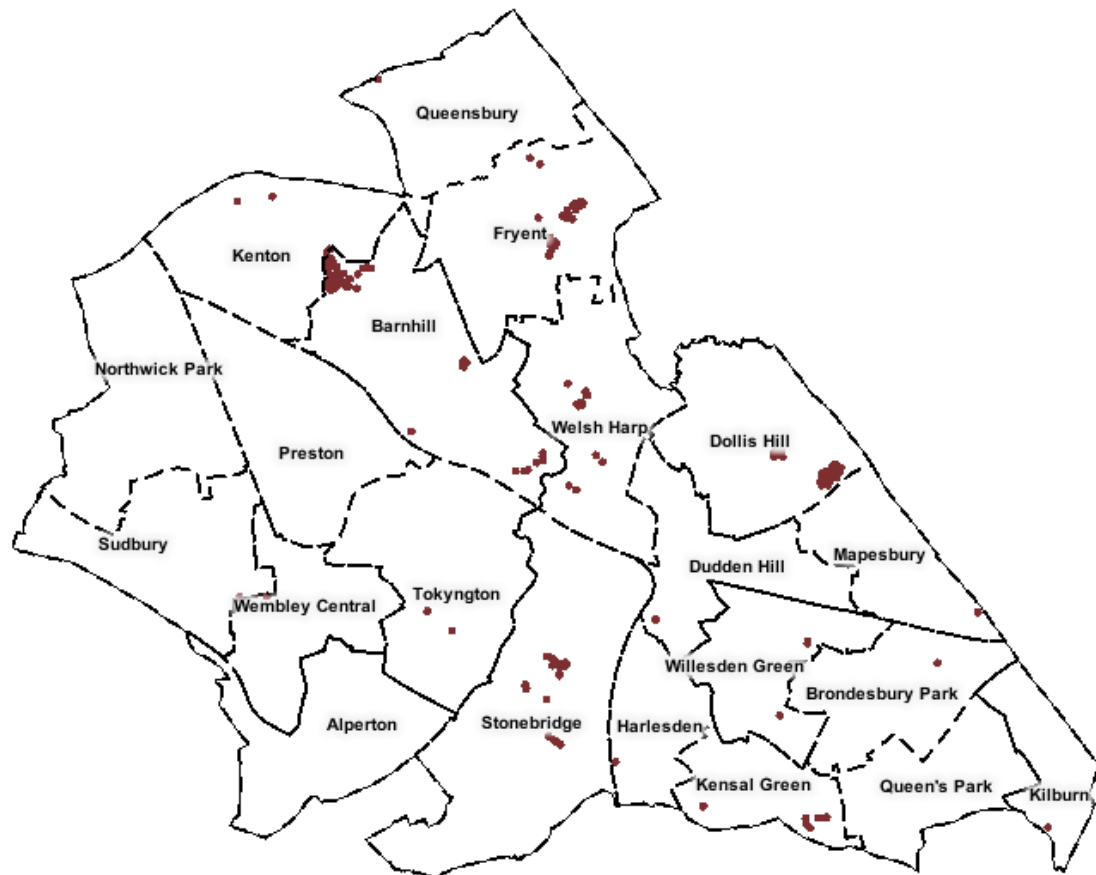 Queensbury
Fryent
Kenton
Barnhill
Northwick Park
Welsh Harp
Dollis Hill
Preston
Sudbury
Mapesbury
Dudden Hill
Tokyngton
Wembley Central
Willesden Green
Brondesbury Park
Alperton
Stonebridge
Harlesden
Kensal Green
Queen's Park
Kilburn